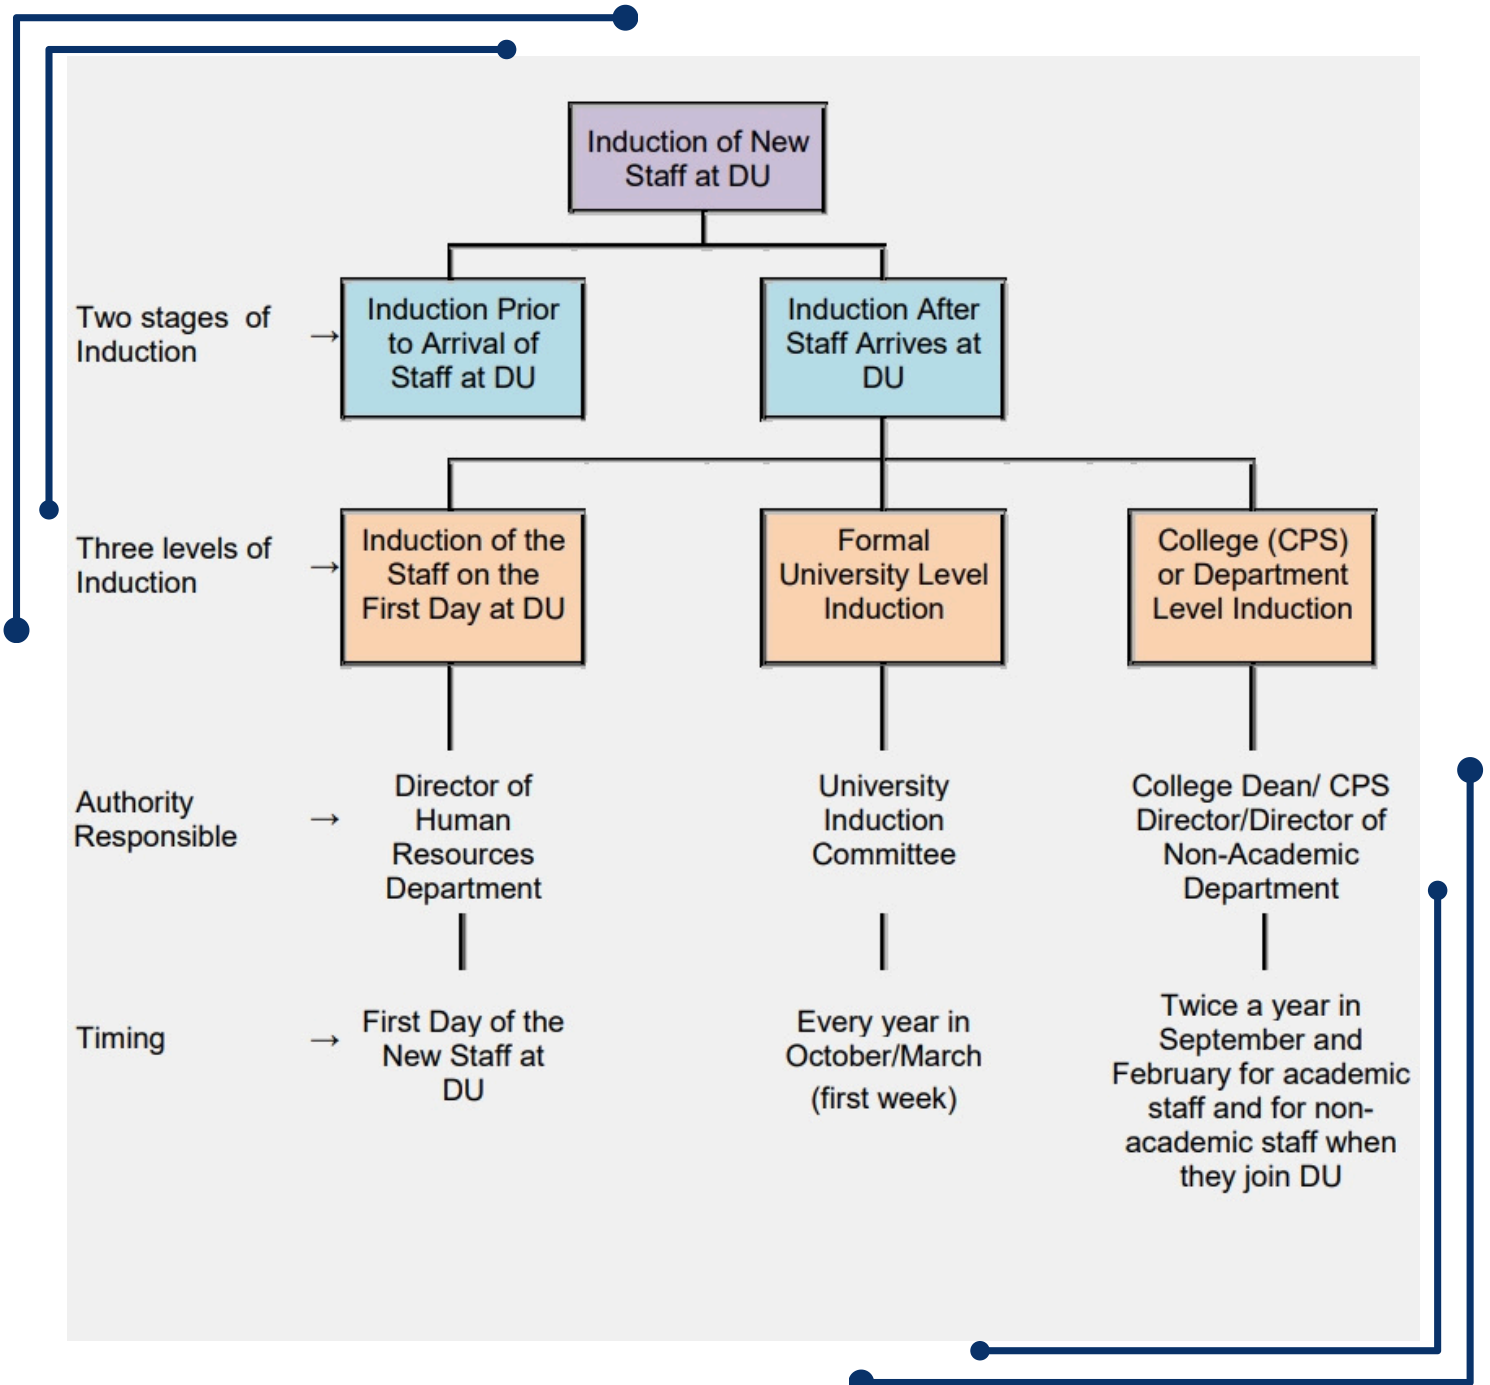 Induction of New
Staff at DU
Two stages of
Induction
→
Induction Prior
to Arrival of
Staff at DU
Induction After
Staff Arrives at
DU
Three levels of
Induction
→
Induction of the
Staff on the
First Day at DU
Formal
University Level
Induction
College (CPS)
or Department
Level Induction
Authority
Responsible
→
Director of
Human
Resources
Department
University
Induction
Committee
College Dean/ CPS
Director/Director of
Non-Academic
Department
Timing
→
First Day of the
New Staff at
DU
Every year in
October/March
(first week)
Twice a year in
September and
February for academic
staff and for non-
academic staff when
they join DU